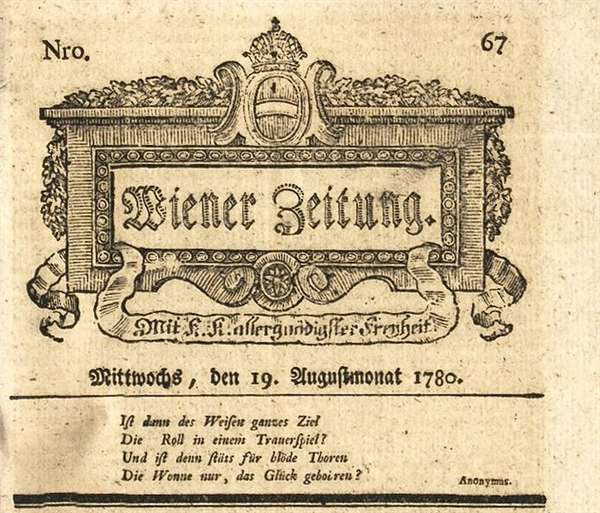 Nro. 67
Wiener Zeitung.
Mit K. K. allergnädigster Freyheit
Mittwochs, den 19. Augustmonat 1780.
Iſt dann des Weiſen ganzes Ziel
Die Roll in einem Trauerſpiel?
Und iſt denn ſtäts für blöde Thoren
Die Wonne nur, das Glück geboiren?
Anonymus.